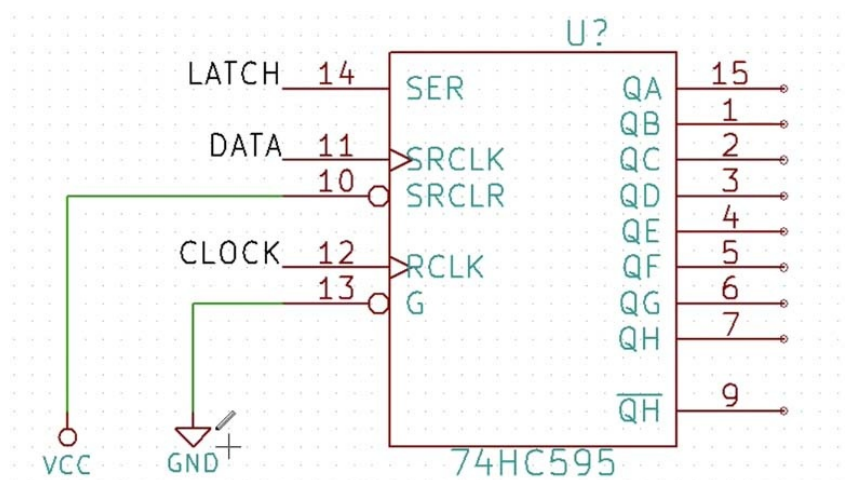 U?
LATCH 14 SER QA 15
QB 1
DATA 11 SRCLK QC 2
10 SRCLR QD 3
QE 4
CLOCK 12 RCLK QF 5
13 G QG 6
QH 7
QH 9
VCC GND 74HC595